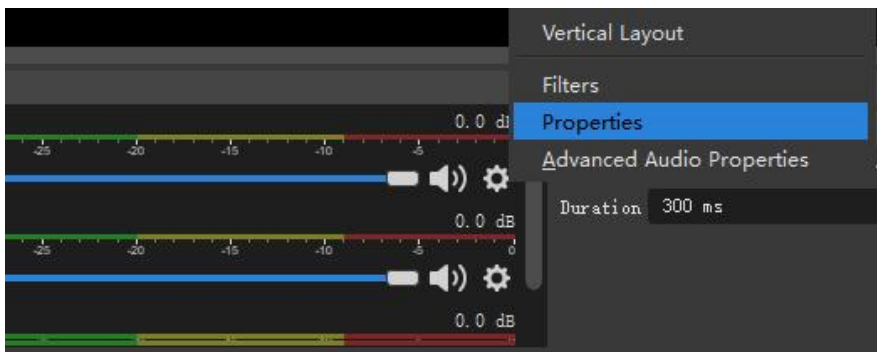 Vertical Layout
Filters
Properties
Advanced Audio Properties
0.0 dB
-25 -20 -15 -10 -5
Duration 300 ms
0.0 dB
-25 -20 -15 -10 -5 0
0.0 dB